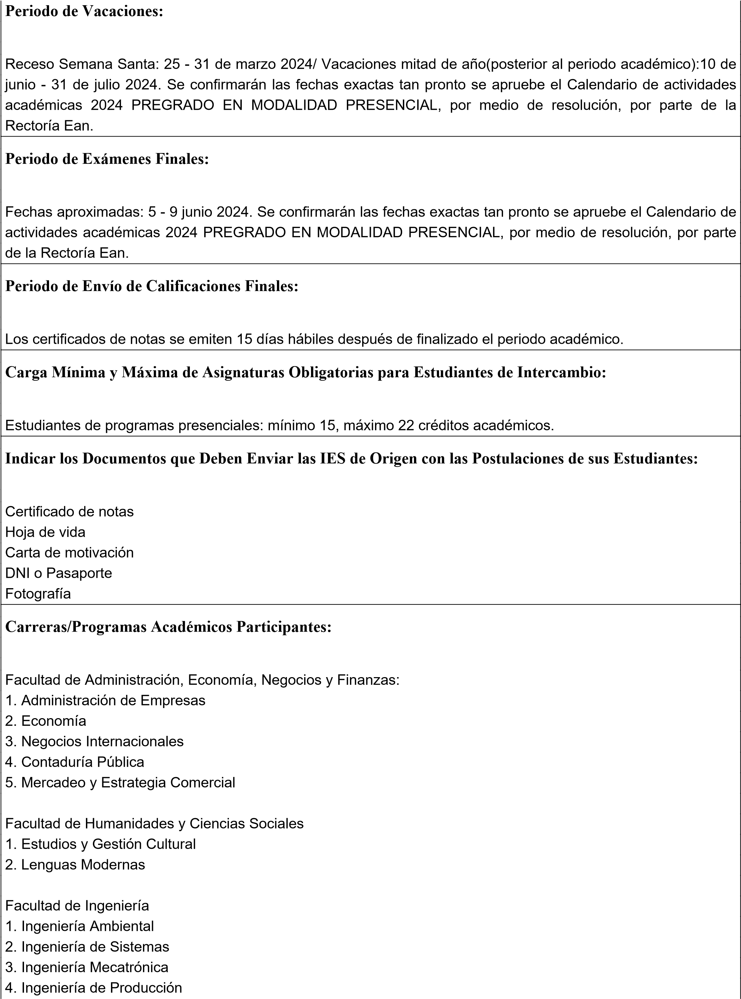 Periodo de Vacaciones:
Receso Semana Santa: 25 - 31 de marzo 2024/ Vacaciones mitad de año(posterior al periodo académico):10 de
junio - 31 de julio 2024. Se confirmarán las fechas exactas tan pronto se apruebe el Calendario de actividades
académicas 2024 PREGRADO EN MODALIDAD PRESENCIAL, por medio de resolución, por parte de la
Rectoría Ean.
Periodo de Exámenes Finales:
Fechas aproximadas: 5 - 9 junio 2024. Se confirmarán las fechas exactas tan pronto se apruebe el Calendario de
actividades académicas 2024 PREGRADO EN MODALIDAD PRESENCIAL, por medio de resolución, por parte
de la Rectoría Ean.
Periodo de Envío de Calificaciones Finales:
Los certificados de notas se emiten 15 días hábiles después de finalizado el periodo académico.
Carga Mínima y Máxima de Asignaturas Obligatorias para Estudiantes de Intercambio:
Estudiantes de programas presenciales: mínimo 15, máximo 22 créditos académicos.
Indicar los Documentos que Deben Enviar las IES de Origen con las Postulaciones de sus Estudiantes:
Certificado de notas
Hoja de vida
Carta de motivación
DNI o Pasaporte
Fotografía
Carreras/Programas Académicos Participantes:
Facultad de Administración, Economía, Negocios y Finanzas:
1. Administración de Empresas
2. Economía
3. Negocios Internacionales
4. Contaduría Pública
5. Mercadeo y Estrategia Comercial
Facultad de Humanidades y Ciencias Sociales
1. Estudios y Gestión Cultural
2. Lenguas Modernas
Facultad de Ingeniería
1. Ingeniería Ambiental
2. Ingeniería de Sistemas
3. Ingeniería Mecatrónica
4. Ingeniería de Producción